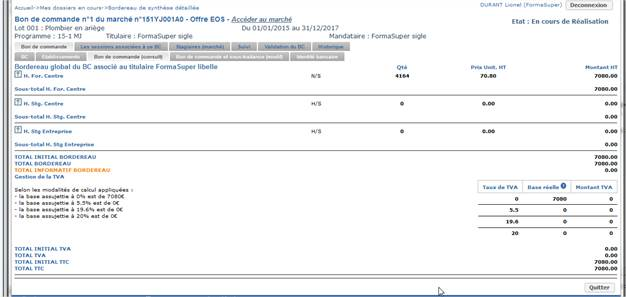 Accueil->Mes dossiers en cours->Bordereau de synthèse détaillée
DURANT Lionel (FormaSuper)
Deconnexion
Bon de commande n°1 du marché n°151YJ001A0 - Offre EOS - Accéder au marché
Etat : En cours de Réalisation
Lot 001 : Plombier en ariège
Du 01/01/2015 au 31/12/2017
Programme : 15-1 MJ
Titulaire : FormaSuper sigle
Mandataire : FormaSuper sigle
Bon de commande
Les sessions associées à ce BC
Stagiaires (marché)
Suivi
Validation du BC
Historique
BC
Etablissements
Bon de commande (consult)
Bon de commande et sous-traitance (modif)
Identité bancaire
Bordereau global du BC associé au titulaire FormaSuper libelle
Qté
Prix Unit. HT
Montant HT
? H. For. Centre
H/S
4164
70.80
7080.00
Sous-total H. For. Centre
7080.00
? H. Stg. Centre
H/S
0
0.00
0.00
Sous-total H. Stg. Centre
0.00
? H. Stg Entreprise
H/S
0
0.00
0.00
Sous-total H. Stg Entreprise
0.00
TOTAL INITIAL BORDEREAU
7080.00
TOTAL BORDEREAU
7080.00
TOTAL INFORMATIF BORDEREAU
0.00
Gestion de la TVA
Selon les modalités de calcul appliquées :
- la base assujettie à 0% est de 7080€
- la base assujettie à 5.5% est de 0€
- la base assujettie à 19.6% est de 0€
- la base assujettie à 20% est de 0€
Taux de TVA
Base réelle ?
Montant TVA
0
7080
0
5.5
0
0
19.6
0
0
20
0
0
TOTAL INITIAL TVA
0.00
TOTAL TVA
0.00
TOTAL INITIAL TTC
7080.00
TOTAL TTC
7080.00
Quitter